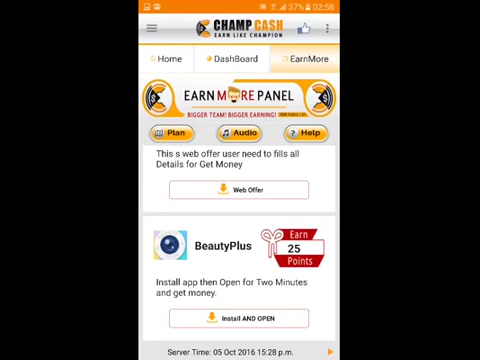 37% 02:58
CHAMP CASH
EARN LIKE CHAMPION
Home DashBoard EarnMore
EARN MORE PANEL
BIGGER TEAM! BIGGER EARNING!
Plan Audio Help
This s web offer user need to fills all
Details for Get Money
Web Offer
BeautyPlus
Earn
25
Points
Install app then Open for Two Minutes
and get money.
Install AND OPEN
Server Time: 05 Oct 2016 15:28 p.m.